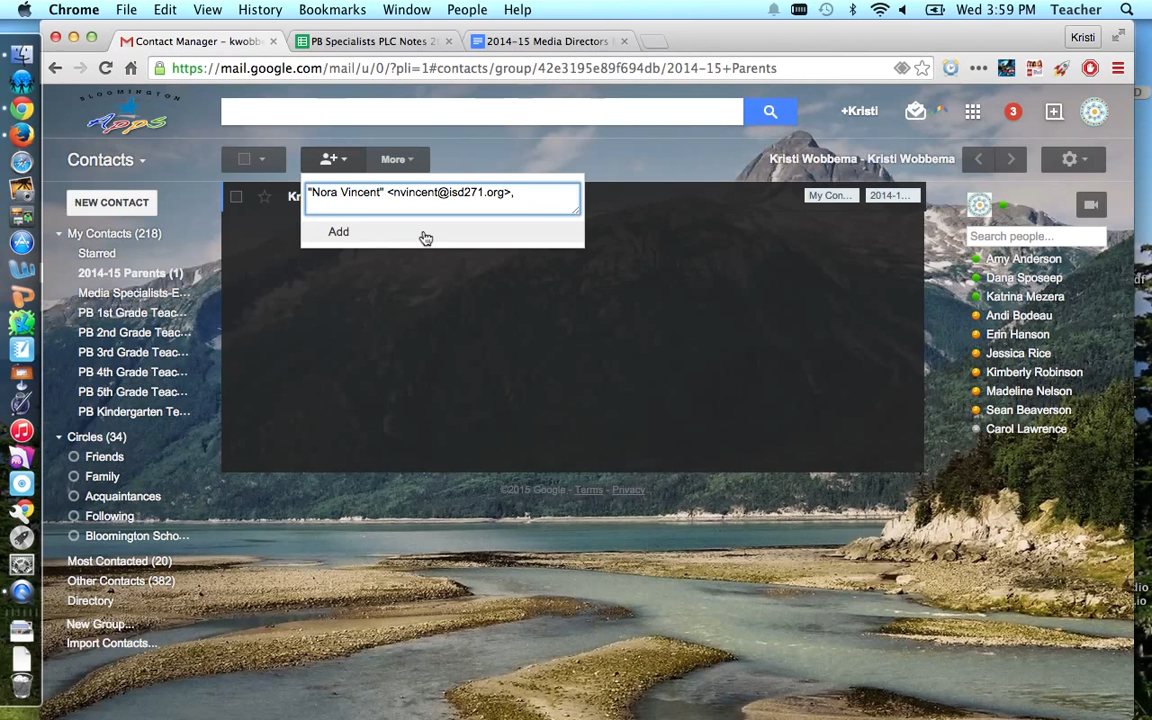 Chrome File Edit View History Bookmarks Window People Help Wed 3:59 PM Teacher
Contact Manager - kwobbe PB Specialists PLC Notes 2 2014-15 Media Directors Kristi
https://mail.google.com/mail/u/0/?pli=1#contacts/group/42e3195e89f694db/2014-15+Parents
BLOOMINGTON
Apps
+Kristi 3
Contacts More Kristi Wobbema - Kristi Wobbema
"Nora Vincent" <nvincent@isd271.org>,
Add
Kr My Con... 2014-1...
NEW CONTACT
My Contacts (218)
Starred
2014-15 Parents (1)
Media Specialists-E...
PB 1st Grade Teac...
PB 2nd Grade Teac...
PB 3rd Grade Teac...
PB 4th Grade Teac...
PB 5th Grade Teac...
PB Kindergarten Te...
Circles (34)
Friends
Family
Acquaintances
Following
Bloomington Scho...
Most Contacted (20)
Other Contacts (382)
Directory
New Group...
Import Contacts...
©2015 Google - Terms - Privacy
Search people...
Amy Anderson
Dana Sposeep
Katrina Mezera
Andi Bodeau
Erin Hanson
Jessica Rice
Kimberly Robinson
Madeline Nelson
Sean Beaverson
Carol Lawrence